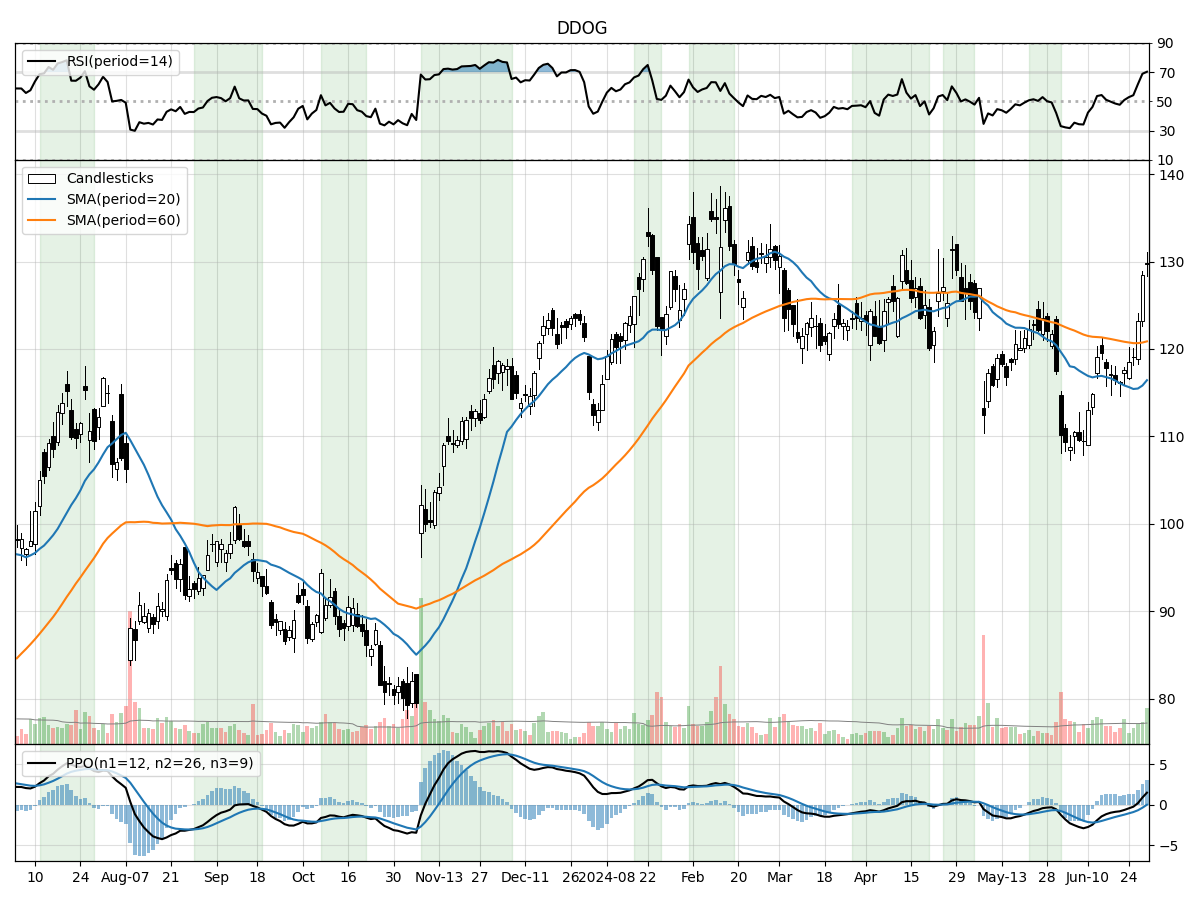 DDOG
RSI(period=14)
90
70
50
30
10
Candlesticks
SMA(period=20)
SMA(period=60)
140
130
120
110
100
90
80
PPO(n1=12, n2=26, n3=9)
5
0
−5
10 24 Aug-07 21 Sep 18 Oct 16 30 Nov-13 27 Dec-11 26 2024-08 22 Feb 20 Mar 18 Apr 15 29 May-13 28 Jun-10 24